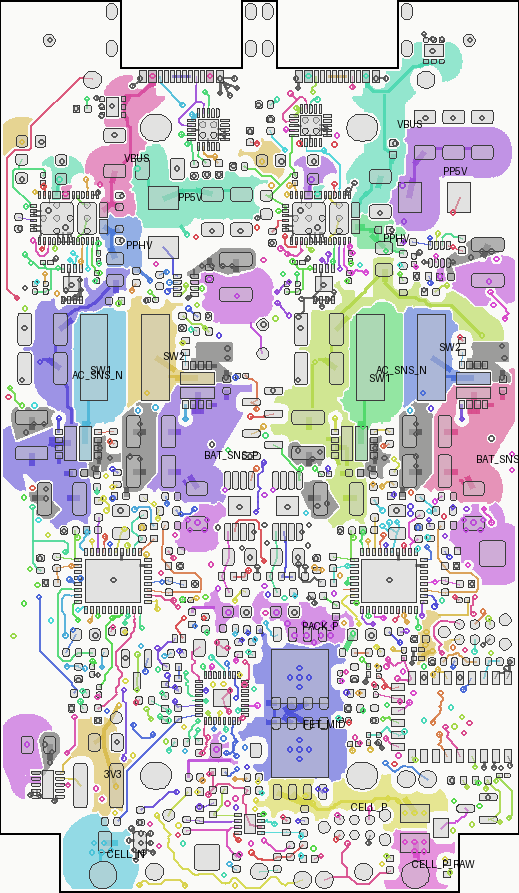 VBUS
VBUS
PP5V
PP5V
PPHV
PPHV
SW1
AC_SNS_N
SW2
AC_SNS_N
SW1
SW2
BAT_SNS_P
BAT_SNS
PACK_P
EFT_MID
3V3
CELL_P
CELL_N
CELL_P_RAW